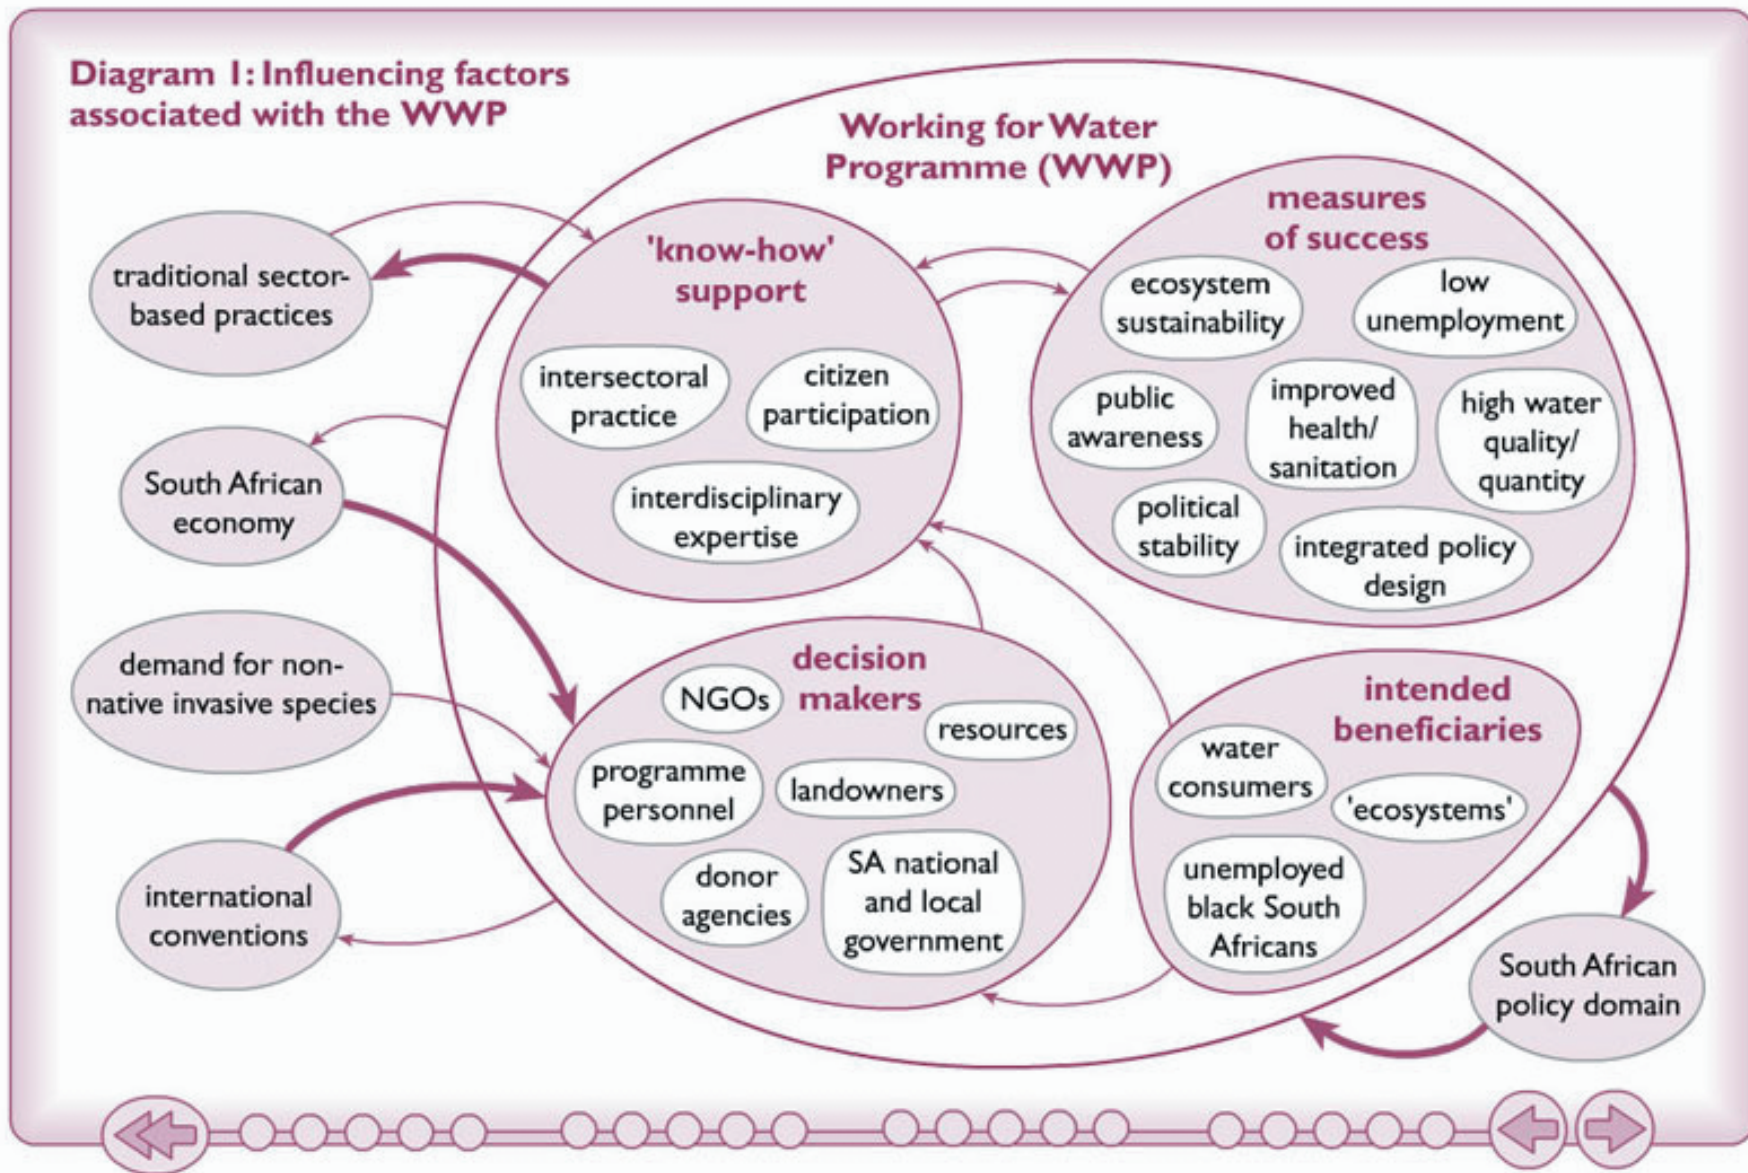 Diagram 1: Influencing factors
associated with the WWP
Working for Water
Programme (WWP)
traditional sector-
based practices
South African
economy
demand for non-
native invasive species
international
conventions
'know-how'
support
intersectoral
practice
citizen
participation
interdisciplinary
expertise
measures
of success
ecosystem
sustainability
low
unemployment
public
awareness
improved
health/
sanitation
high water
quality/
quantity
political
stability
integrated policy
design
decision
makers
NGOs
resources
programme
personnel
landowners
donor
agencies
SA national
and local
government
intended
beneficiaries
water
consumers
'ecosystems'
unemployed
black South
Africans
South African
policy domain